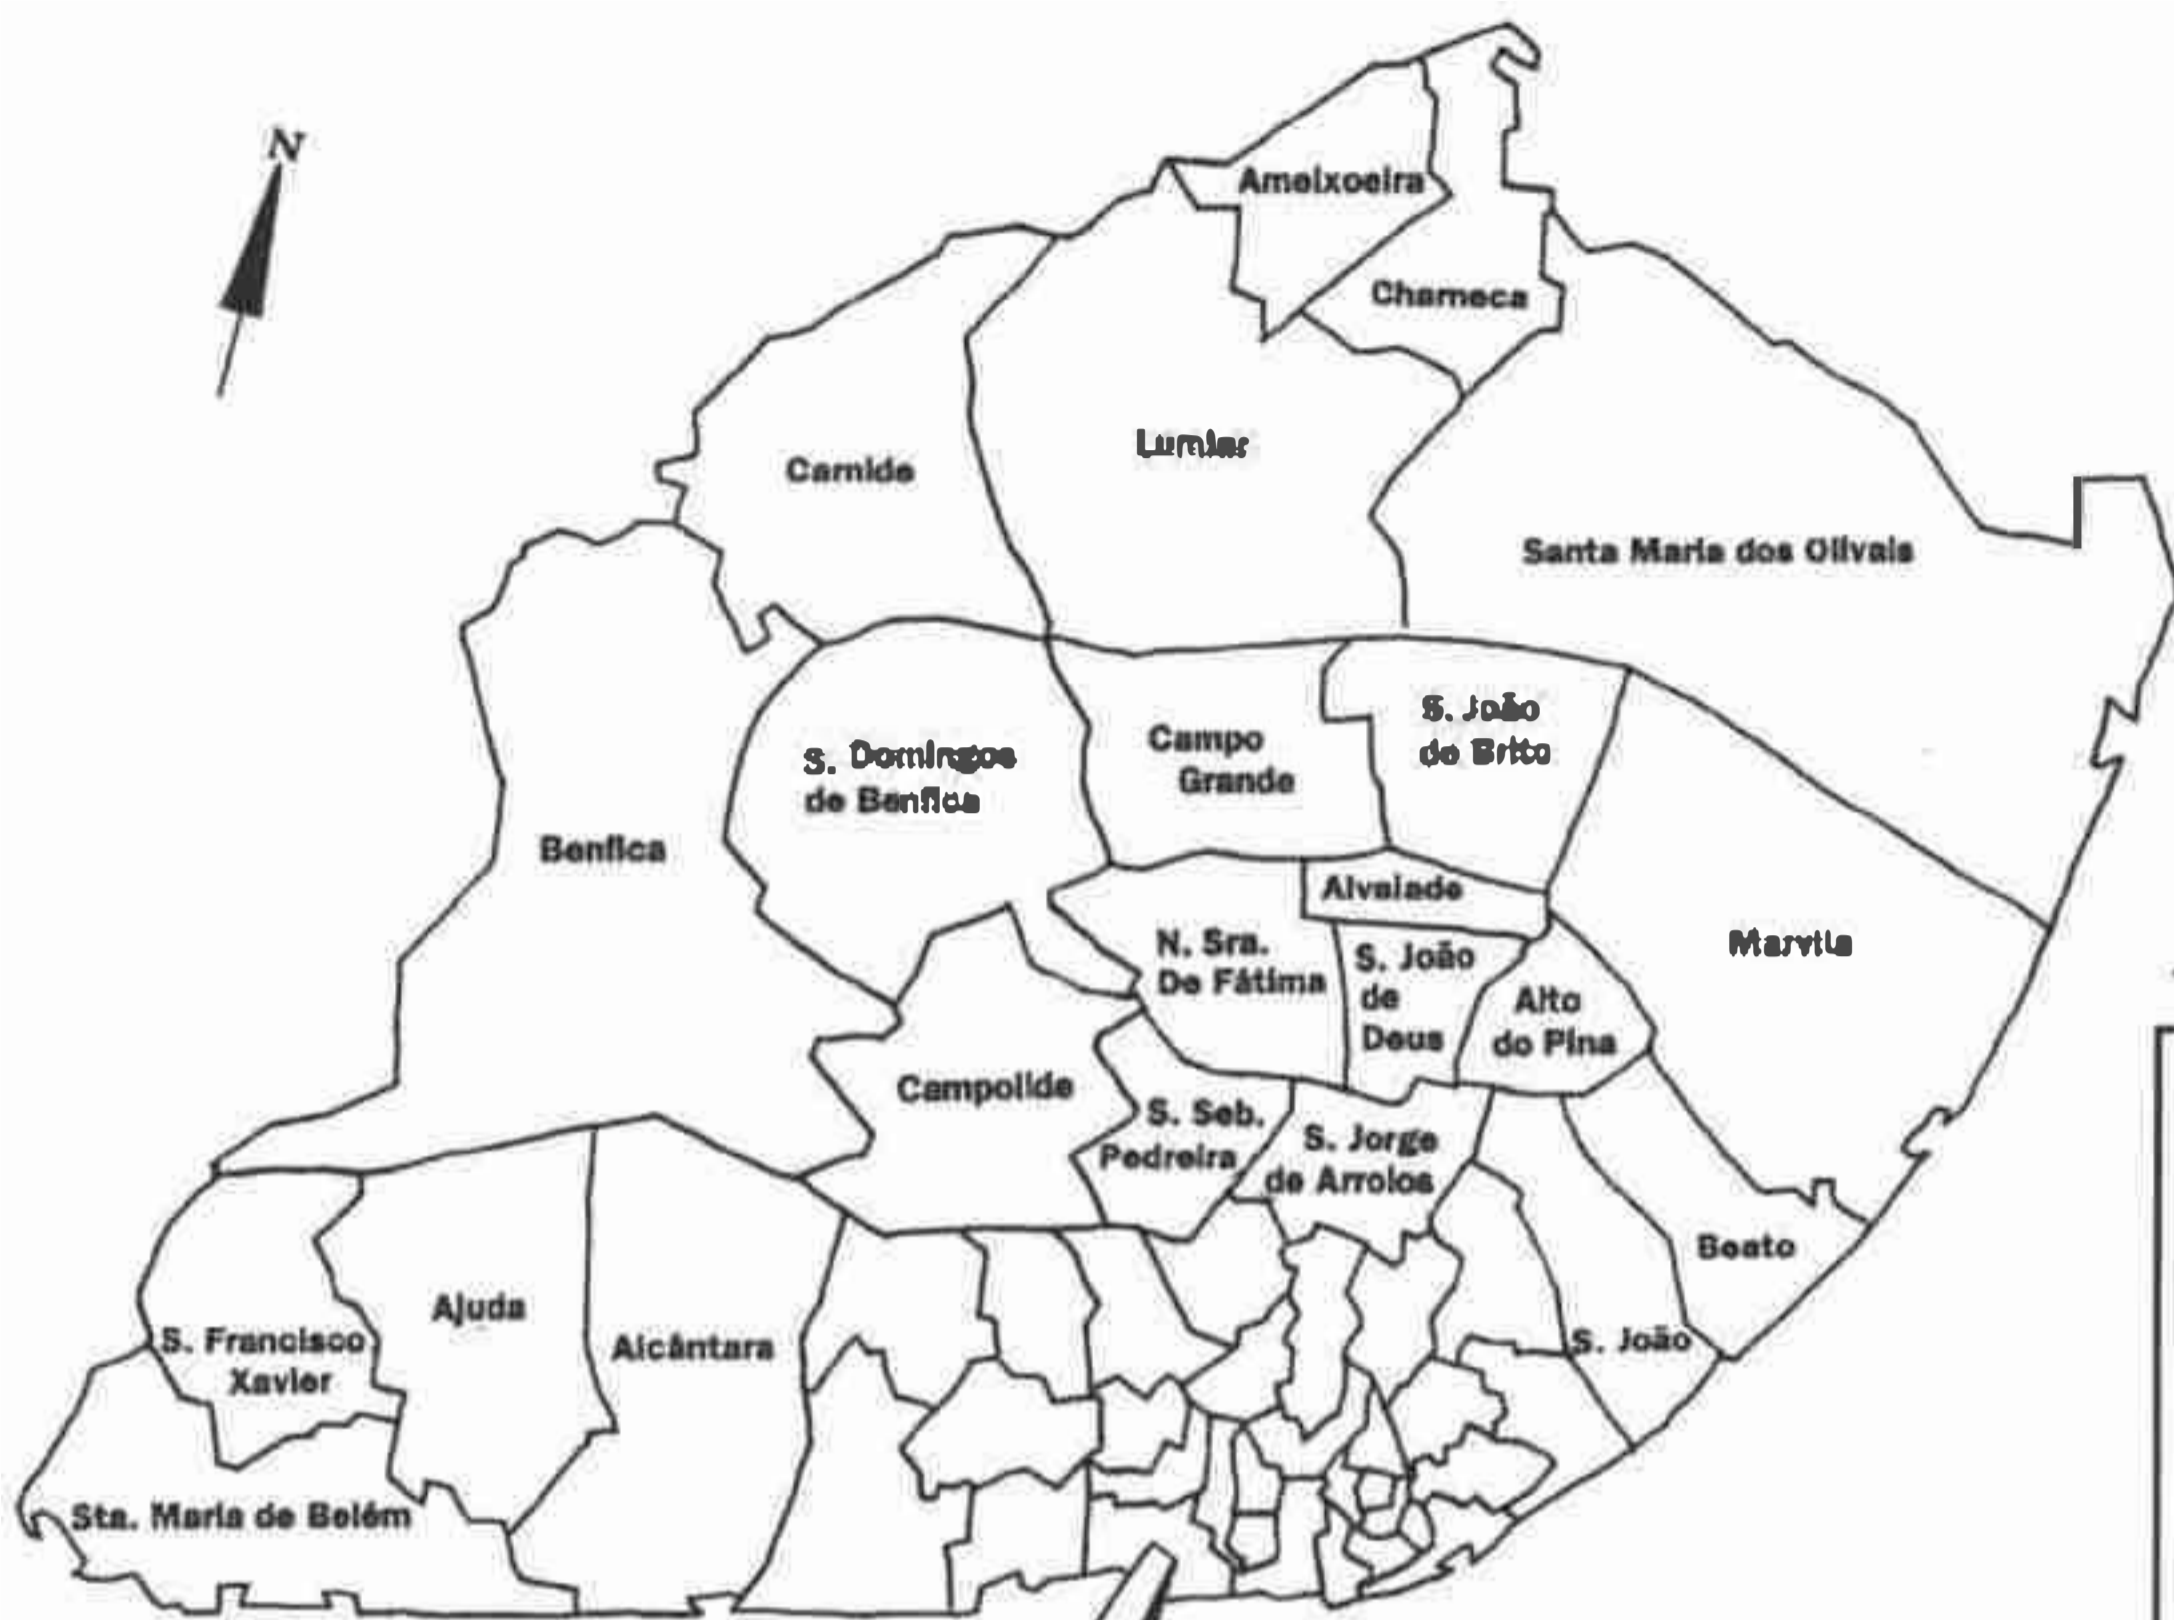 N
Ameixoeira
Charneca
Lumiar
Carnide
Santa Maria dos Olivais
S. João
de Brito
Campo
Grande
S. Domingos
de Benfica
Benfica
Alvalade
N. Sra.
De Fátima
S. João
de
Deus
Marvila
Alto
do Pina
Campolide
S. Seb.
Pedreira
S. Jorge
de Arroios
Beato
Ajuda
S. Francisco
Xavier
Alcântara
S. João
Sta. Maria de Belém